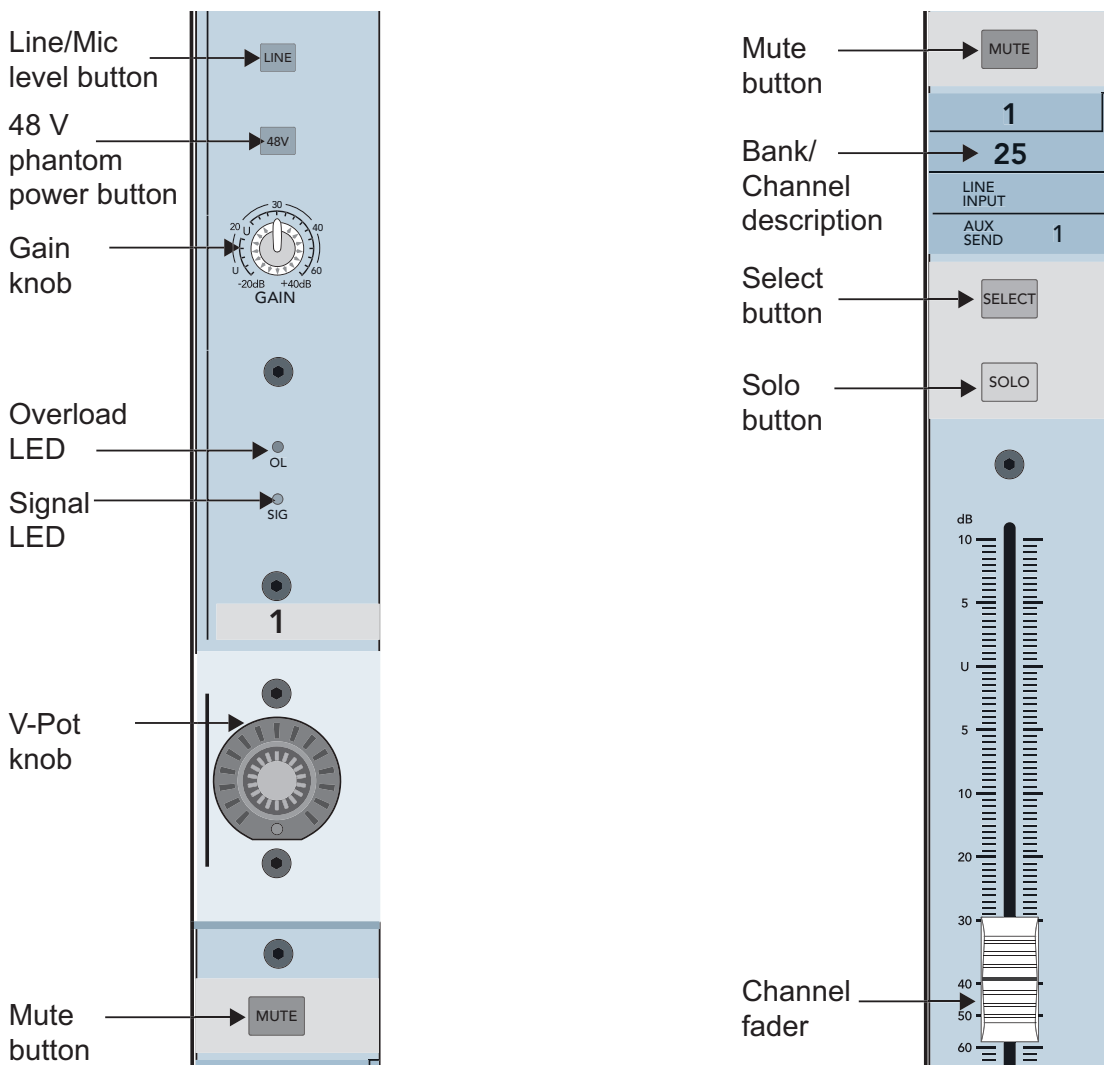 Line/Mic
level button
LINE
48 V
phantom
power button
48V
Gain
knob
30
20
U
40
U
60
-20dB
+40dB
GAIN
Overload
LED
OL
Signal
LED
SIG
1
V-Pot
knob
Mute
button
MUTE
Mute
button
MUTE
1
Bank/
Channel
description
25
LINE
INPUT
AUX
SEND
1
Select
button
SELECT
Solo
button
SOLO
dB
10
5
U
5
10
20
30
40
50
60
Channel
fader